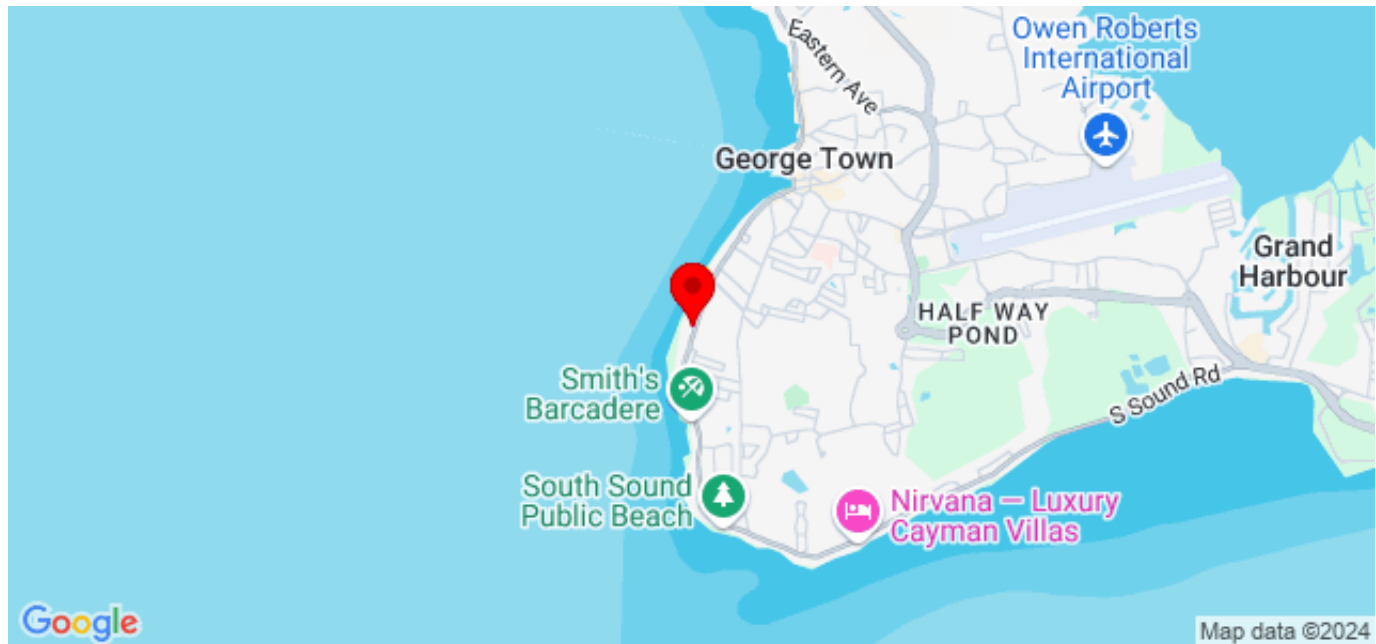 Owen Roberts
International
Airport
Eastern Ave
George Town
Grand
Harbour
HALF WAY
POND
Smith's
Barcadere
S Sound Rd
South Sound
Public Beach
Nirvana — Luxury
Cayman Villas
Google
Map data ©2024